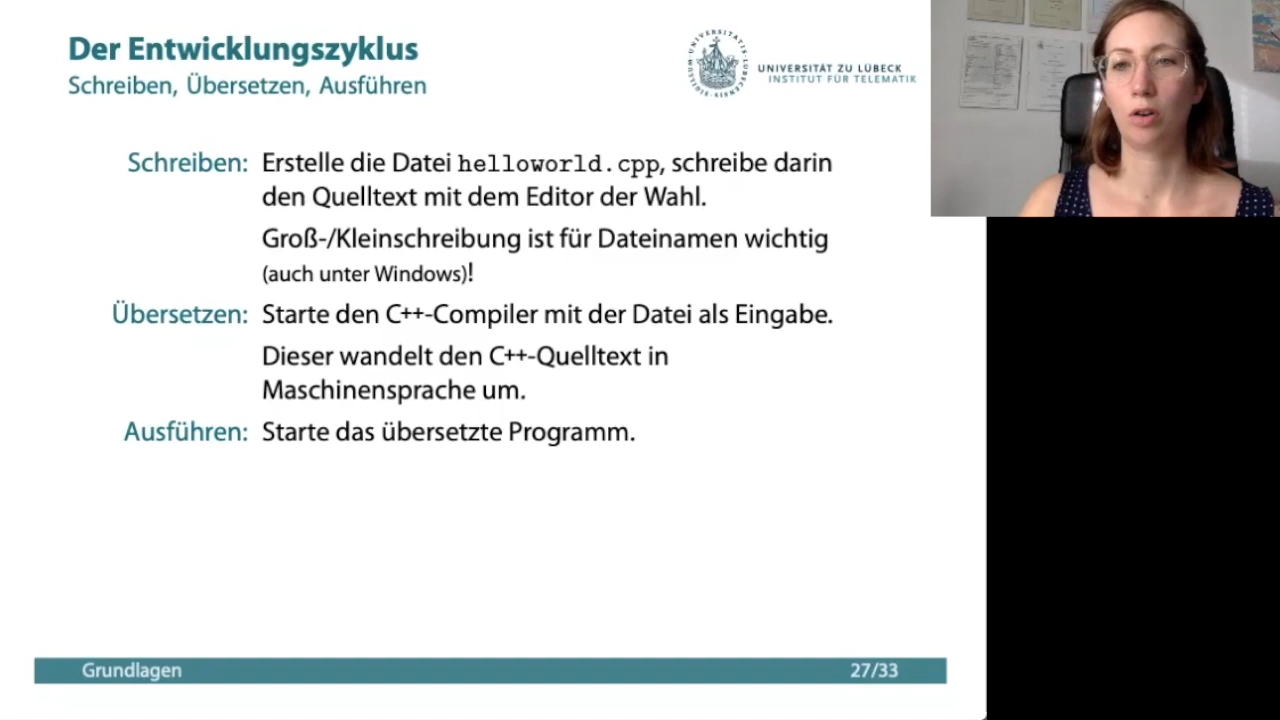 Der Entwicklungszyklus
Schreiben, Übersetzen, Ausführen
UNIVERSITÄT ZU LÜBECK
INSTITUT FÜR TELEMATIK
Schreiben: Erstelle die Datei helloworld.cpp, schreibe darin
den Quelltext mit dem Editor der Wahl.
Groß-/Kleinschreibung ist für Dateinamen wichtig
(auch unter Windows)!
Übersetzen: Starte den C++-Compiler mit der Datei als Eingabe.
Dieser wandelt den C++-Quelltext in
Maschinensprache um.
Ausführen: Starte das übersetzte Programm.
Grundlagen 27/33